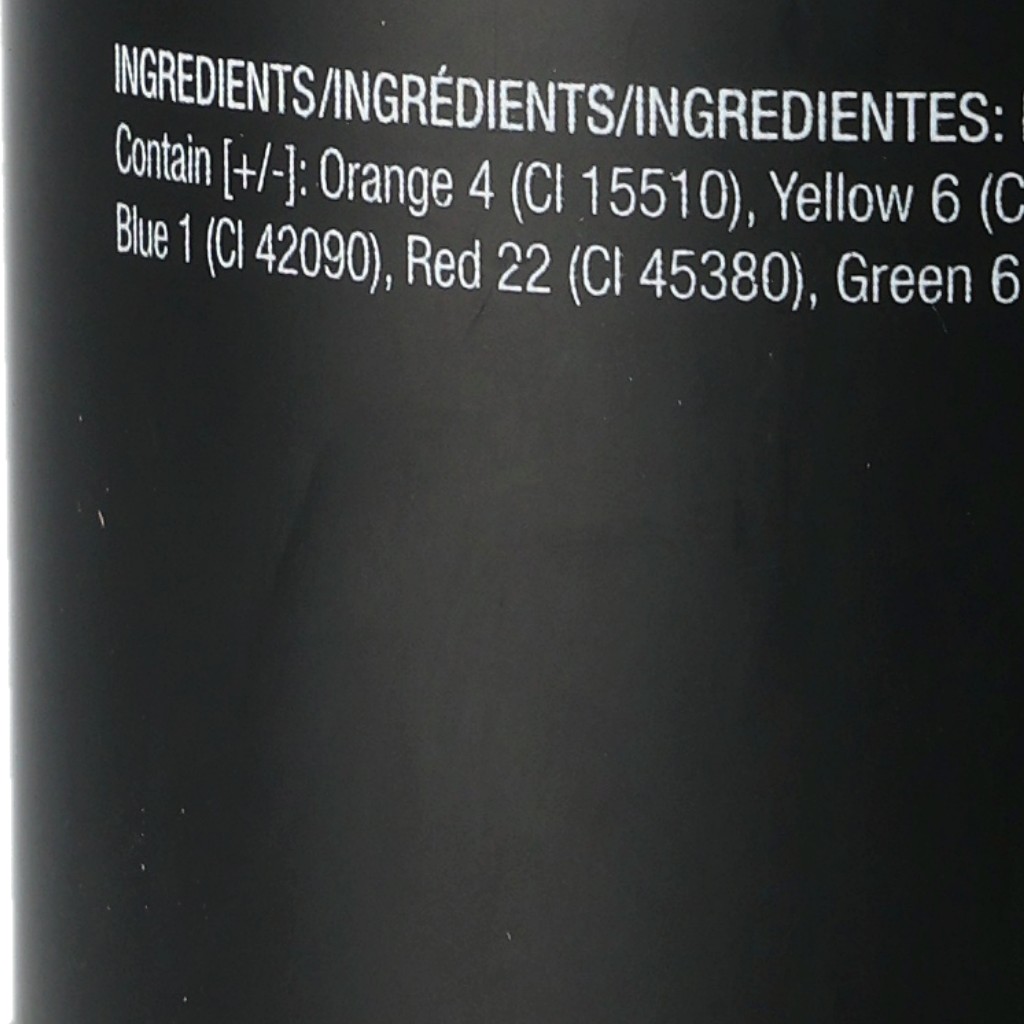 INGREDIENTS/INGRÉDIENTS/INGREDIENTES:
Contain [+/-]: Orange 4 (CI 15510), Yellow 6 (C
Blue 1 (CI 42090), Red 22 (CI 45380), Green 6